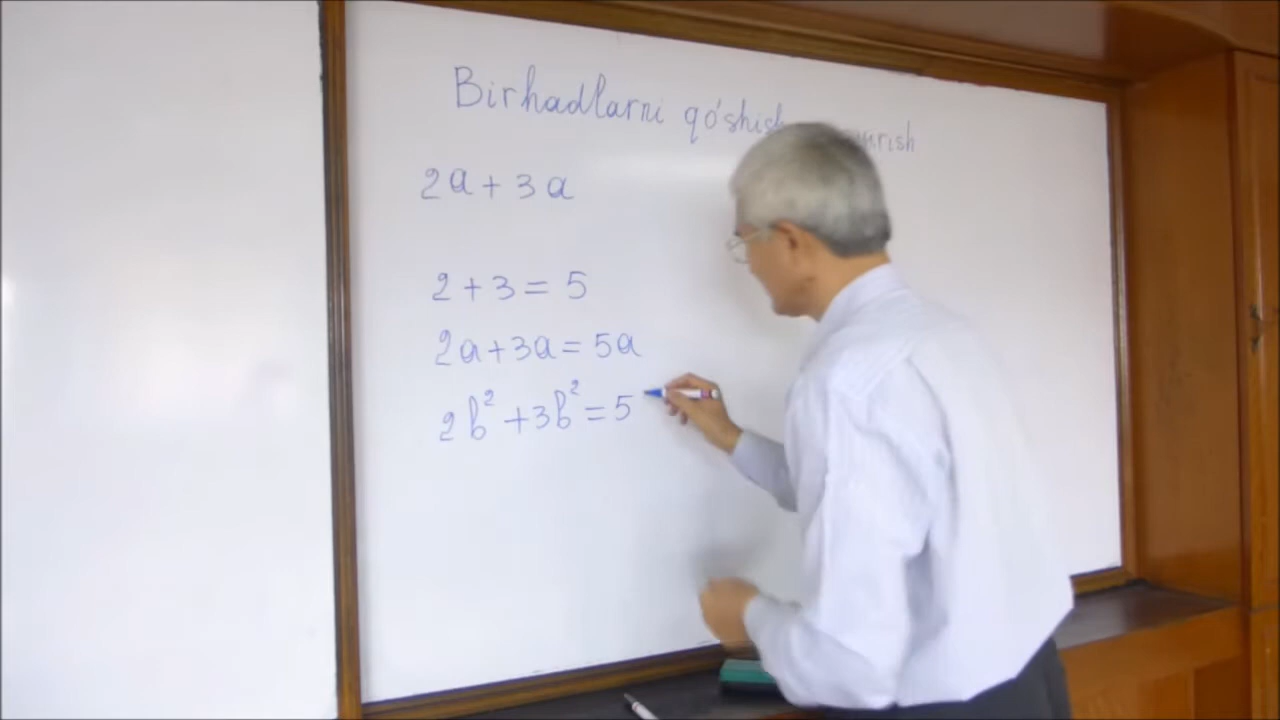 Birhadlarni qo'shish
2a + 3a
2 + 3 = 5
2a + 3a = 5a
2b² + 3b² = 5